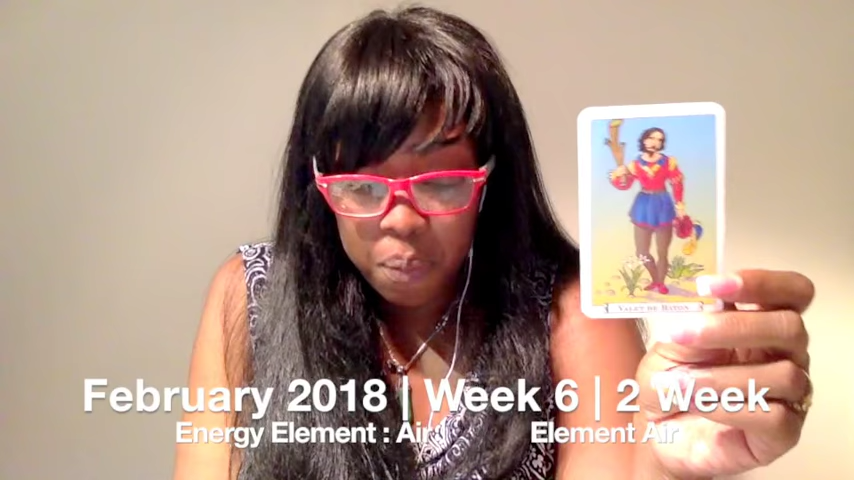 VALET DE BATON
February 2018 | Week 6 | 2 Week
Energy Element : Air
Element Air